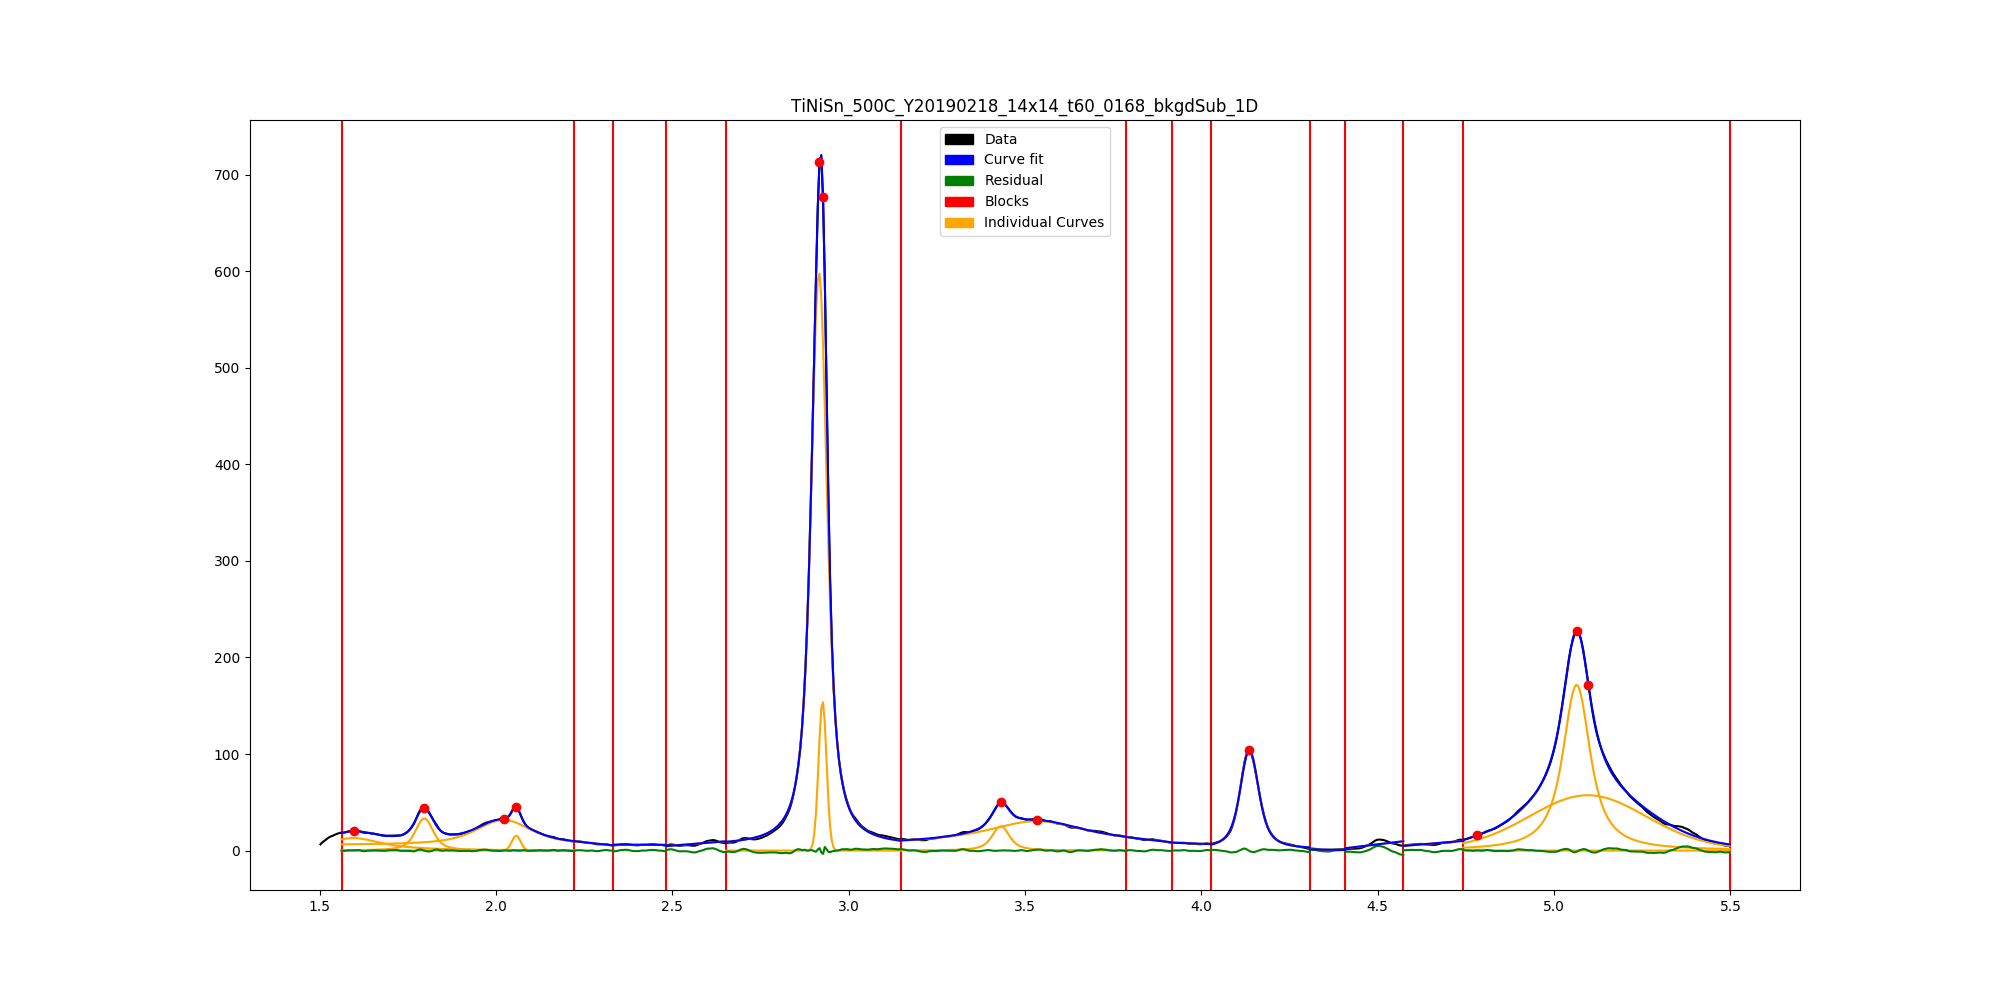 TiNiSn_500C_Y20190218_14x14_t60_0168_bkgdSub_1D
Data
Curve fit
Residual
Blocks
Individual Curves
700
600
500
400
300
200
100
0
1.5 2.0 2.5 3.0 3.5 4.0 4.5 5.0 5.5